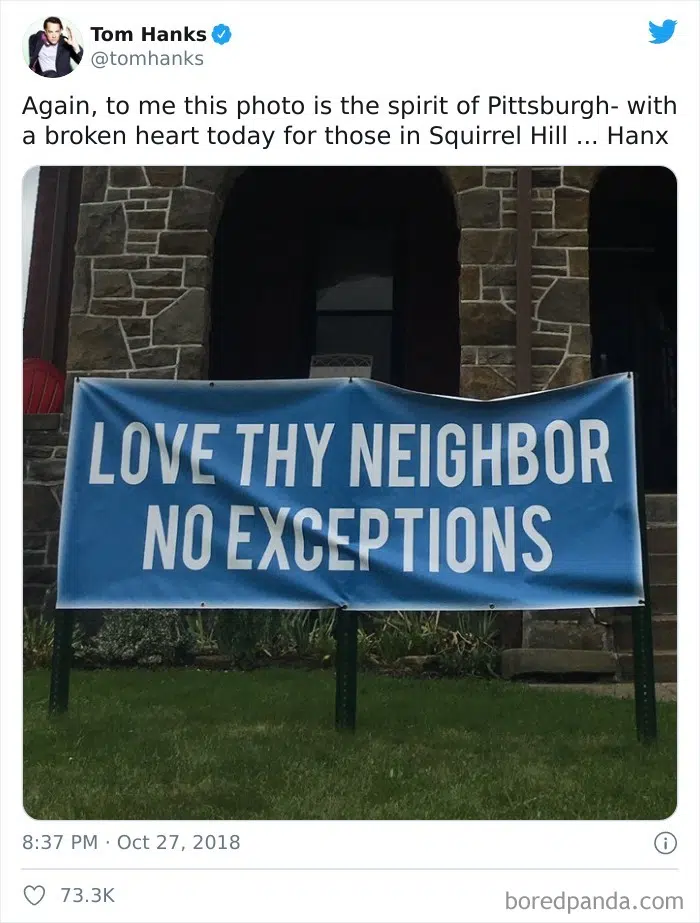 Tom Hanks
@tomhanks
Again, to me this photo is the spirit of Pittsburgh- with
a broken heart today for those in Squirrel Hill ... Hanx
LOVE THY NEIGHBOR
NO EXCEPTIONS
8:37 PM · Oct 27, 2018
73.3K
boredpanda.com